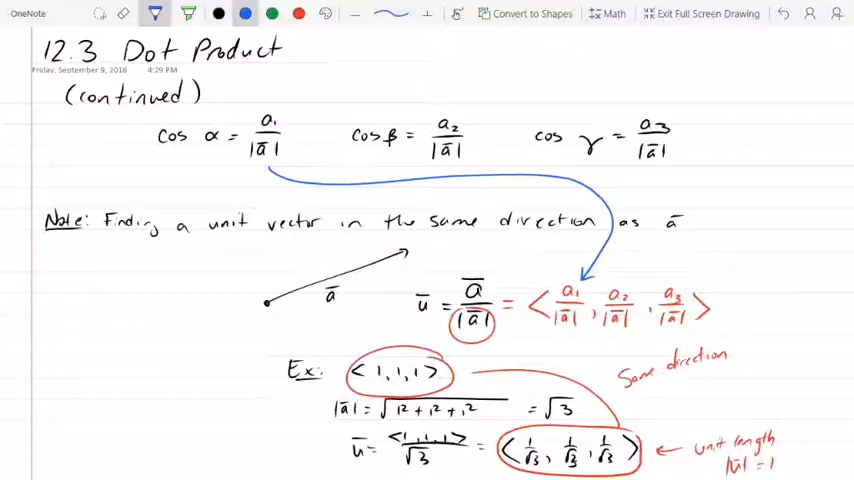 OneNote Convert to Shapes Math Exit Full Screen Drawing
12.3 Dot Product
Friday, September 9, 2016 4:29 PM
(continued)
cos α = a₁/|a̅| cos β = a₂/|a̅| cos γ = a₃/|a̅|
Note: Finding a unit vector in the same direction as a̅
a̅
u̅ = a̅/|a̅| = <a₁/|a̅|, a₂/|a̅|, a₃/|a̅|>
Same direction
Ex: <1,1,1>
|a̅| = √1²+1²+1² = √3
u̅ = <1,1,1>/√3 = <1/√3, 1/√3, 1/√3> ← unit length
|u̅| = 1